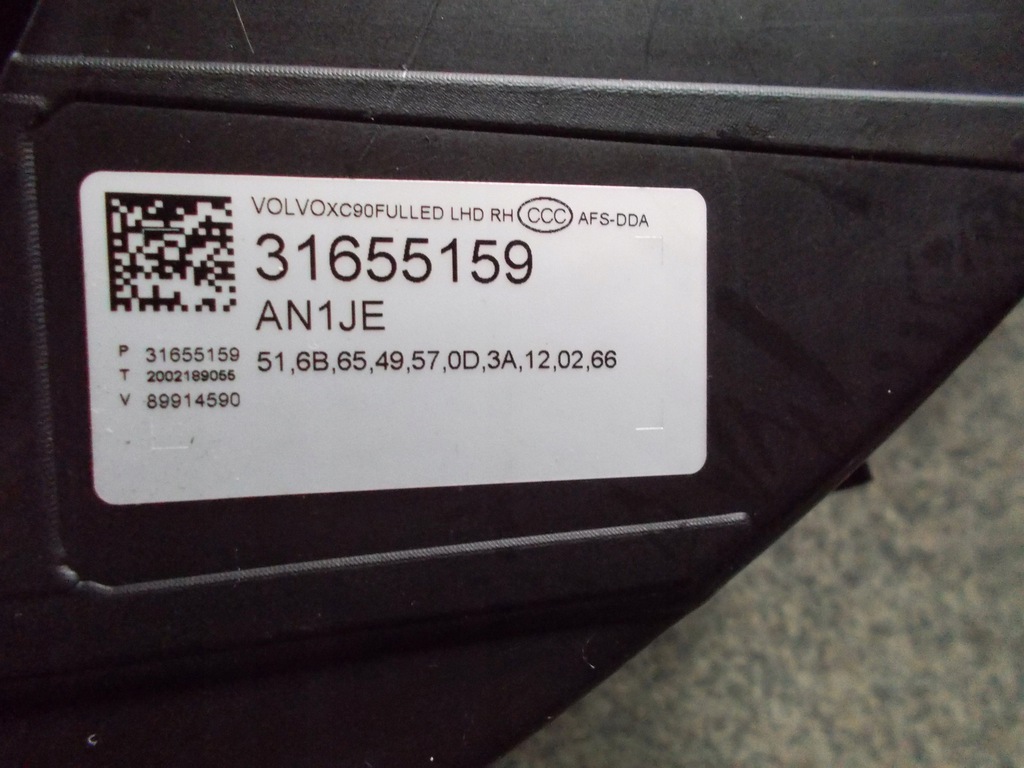 VOLVOXC90FULLED LHD RH CCC AFS-DDA
31655159
AN1JE
51,6B,65,49,57,0D,3A,12,02,66
P 31655159
T 2002189055
V 89914590